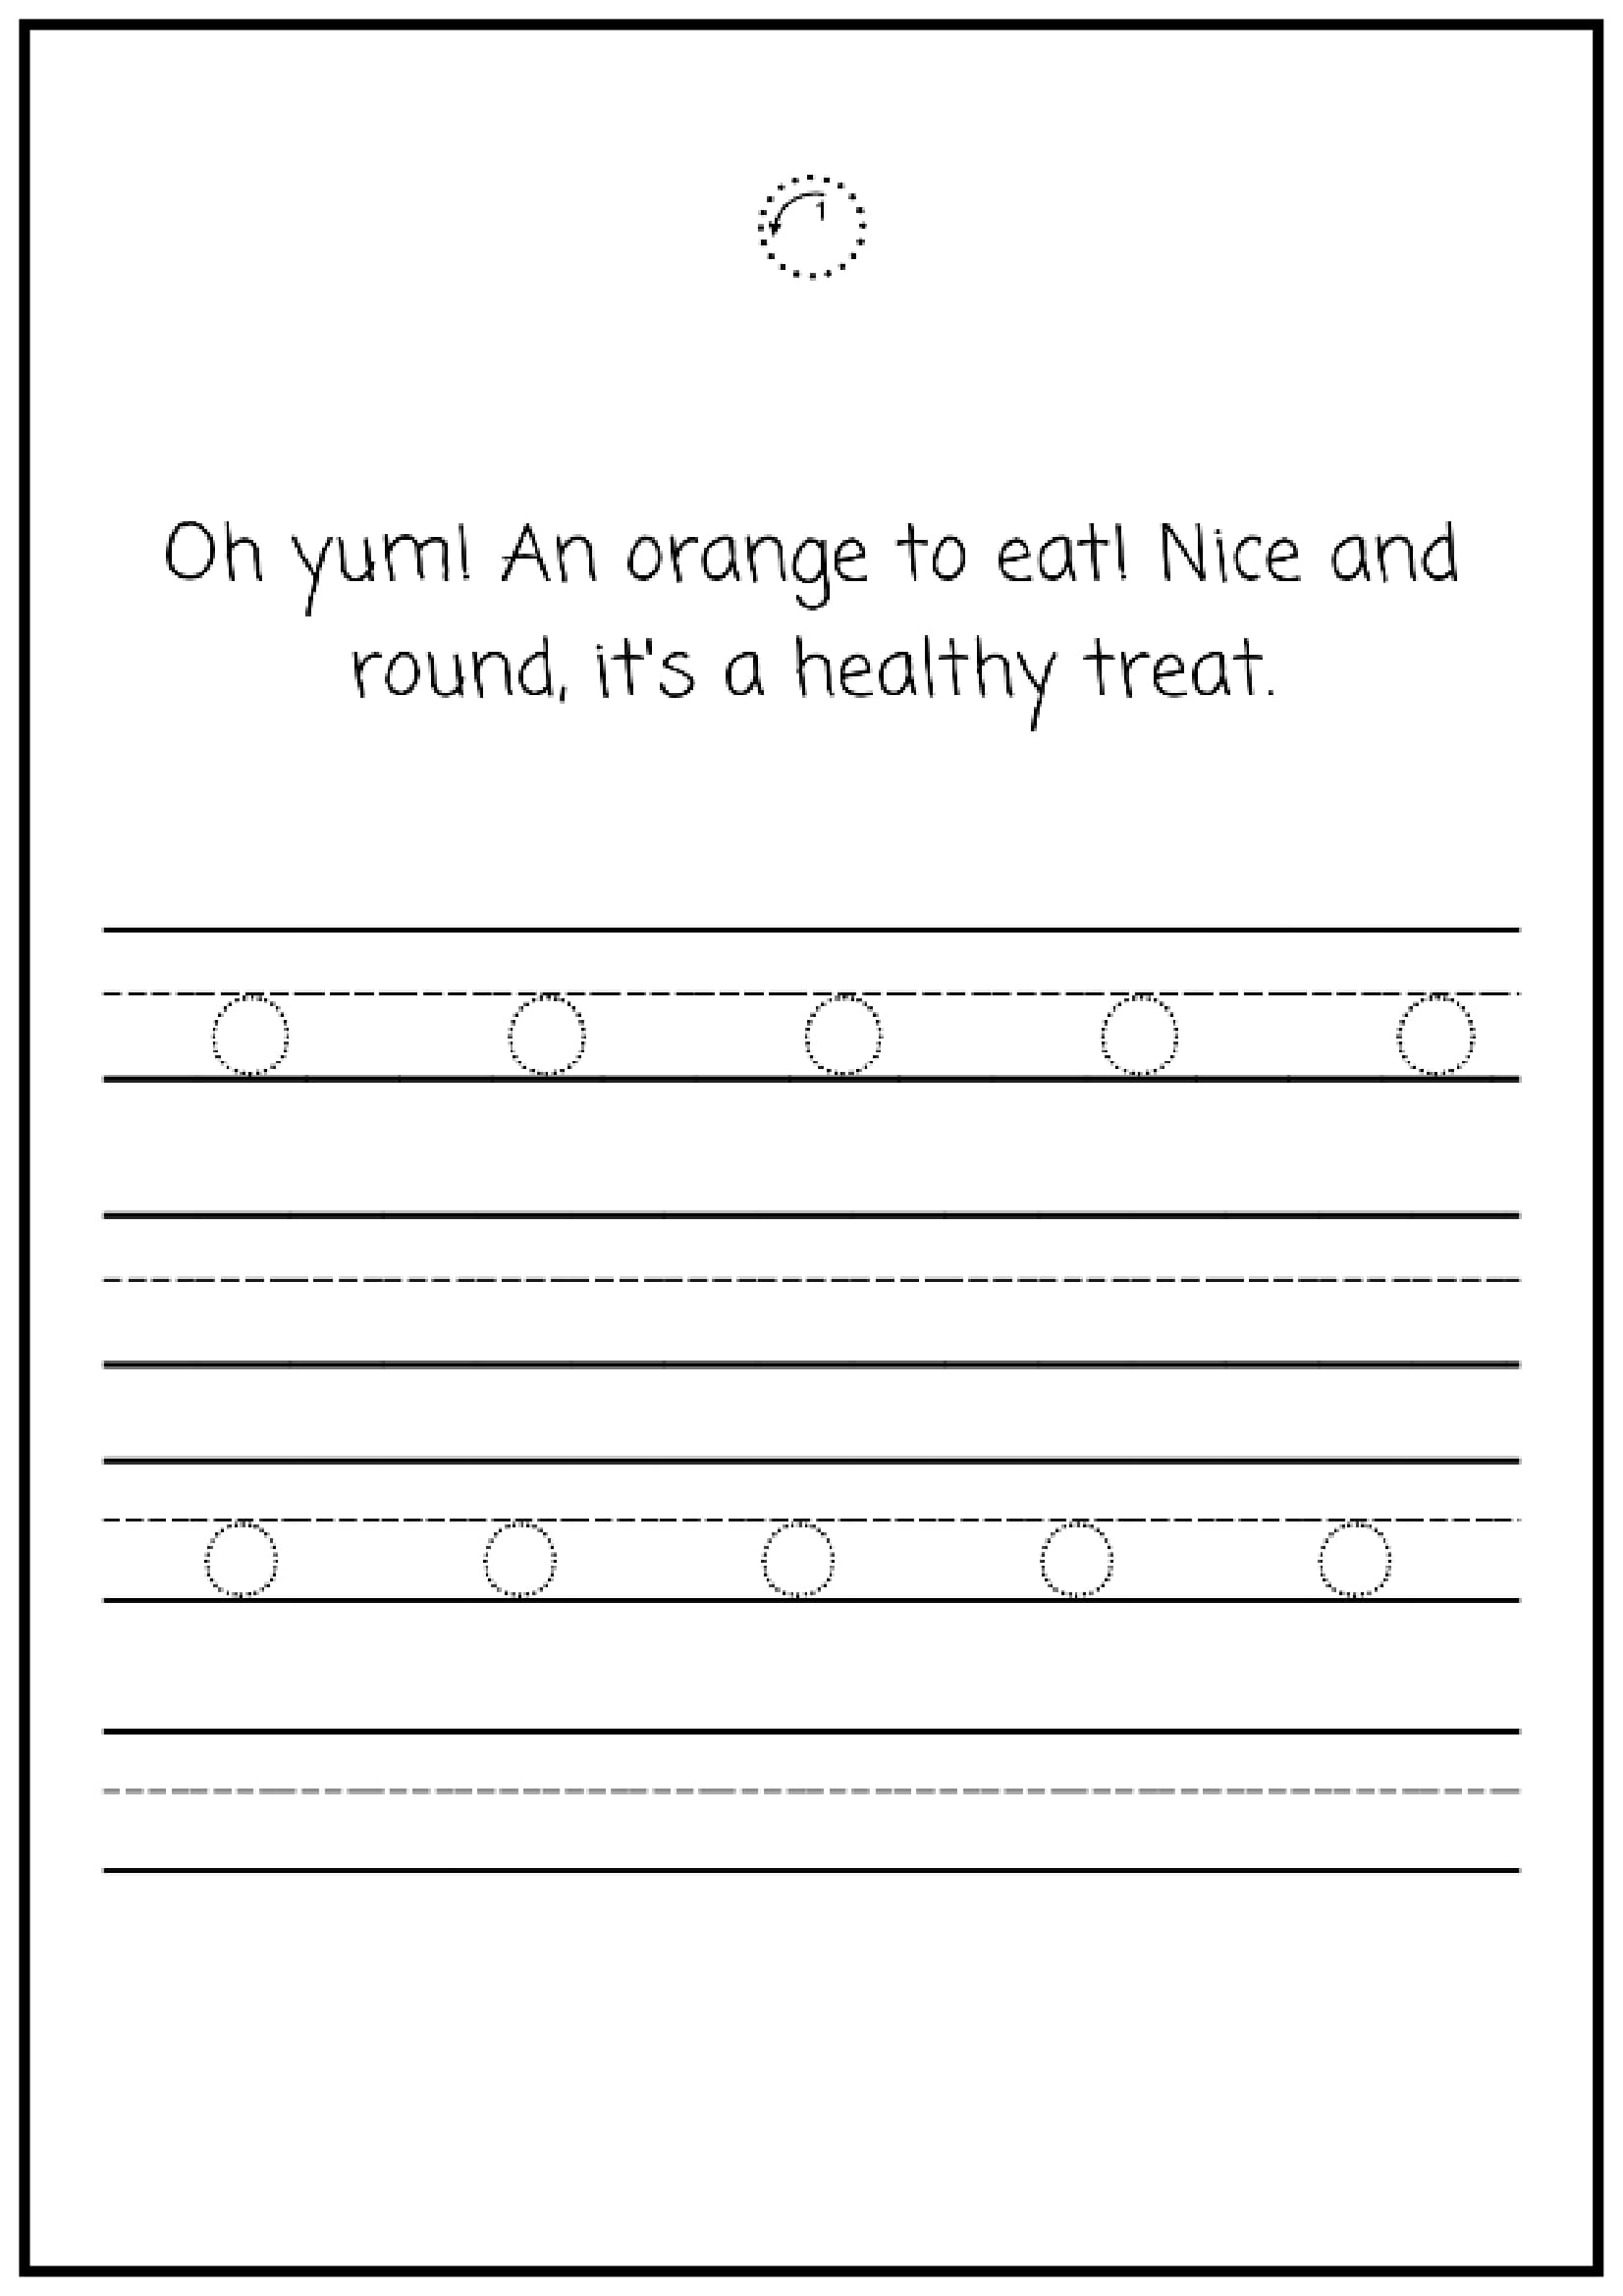 1
Oh yum! An orange to eat! Nice and
round, it's a healthy treat.
o o o o o
o o o o o